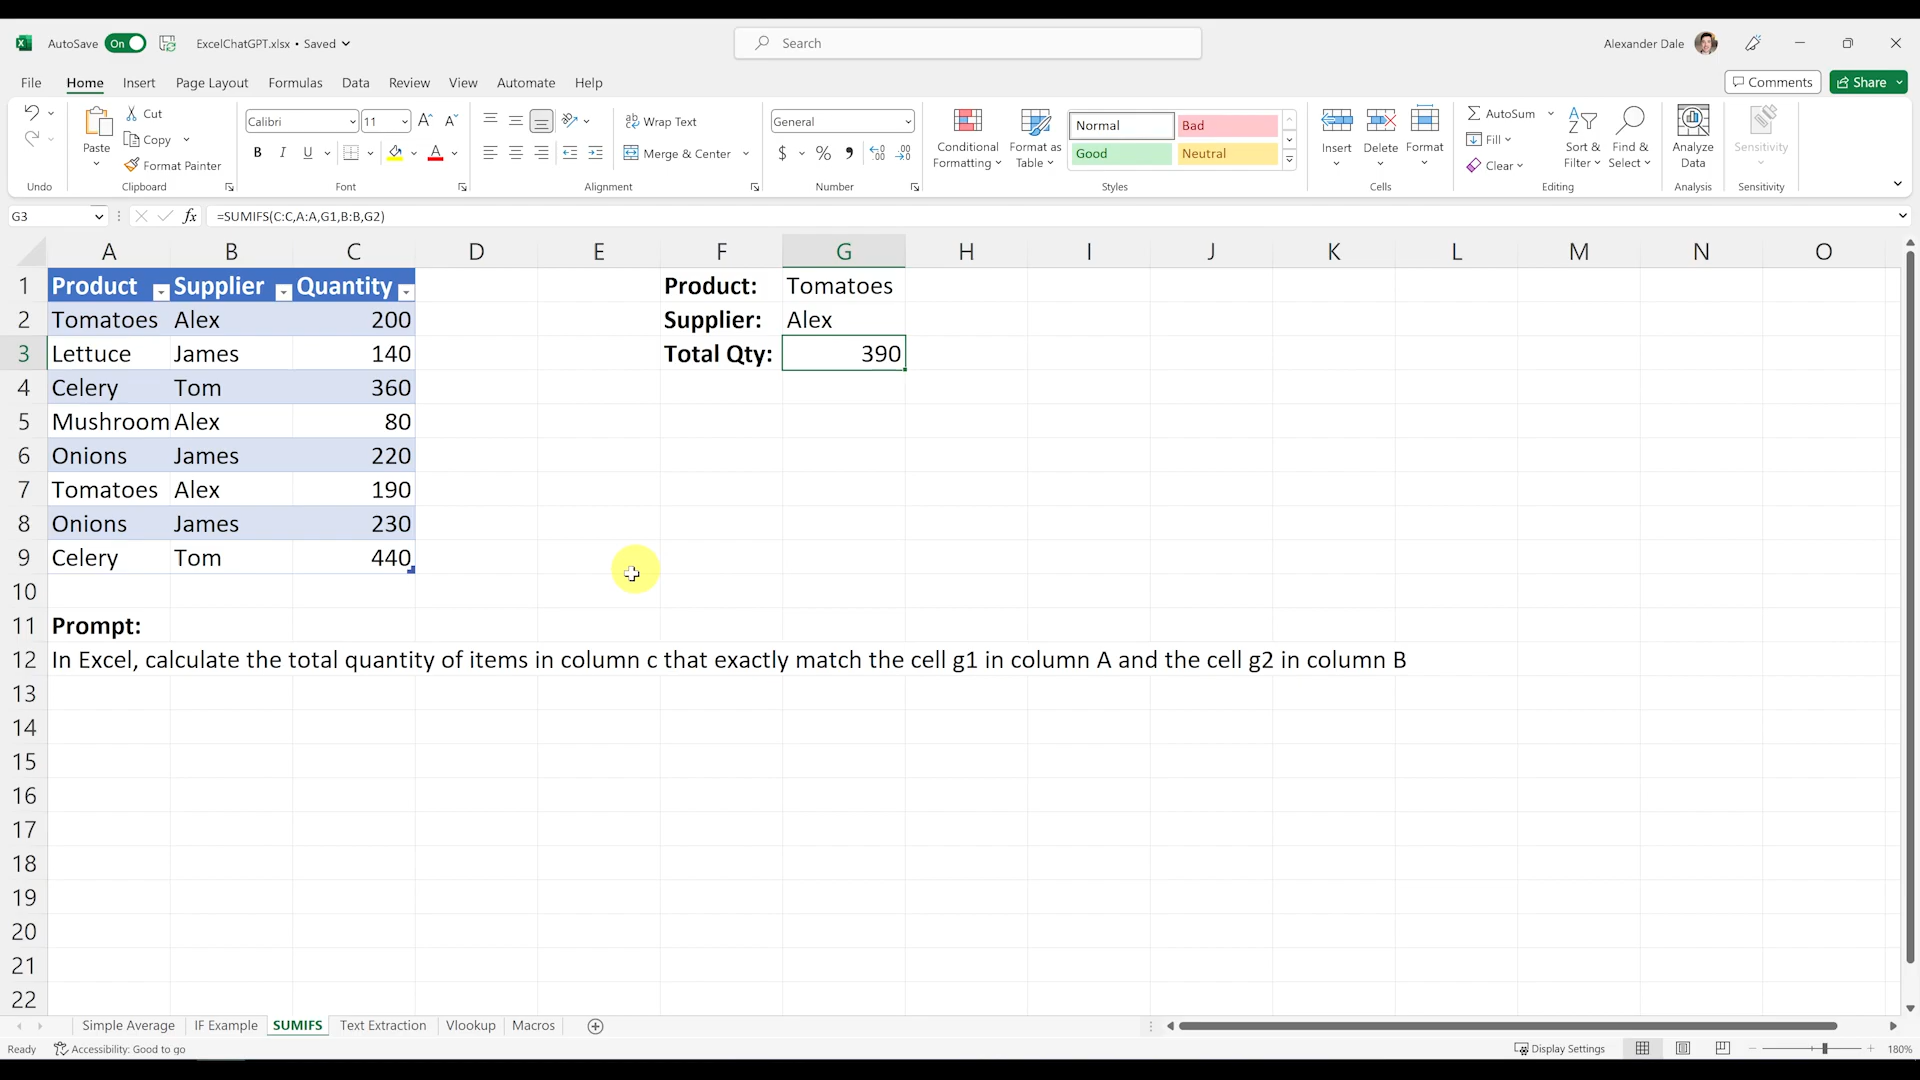 AutoSave On ExcelChatGPT.xlsx • Saved Search Alexander Dale
File Home Insert Page Layout Formulas Data Review View Automate Help Comments Share
Cut
Copy
Format Painter
Paste
Undo Clipboard
Calibri 11
B I U A
Font
Wrap Text
Merge & Center
Alignment
General
$ % 9
Number
Conditional Formatting
Format as Table
Normal Bad
Good Neutral
Styles
Insert Delete Format
Cells
AutoSum
Fill
Clear
Sort & Filter
Find & Select
Editing
Analyze Data
Analysis
Sensitivity
Sensitivity
G3 fx =SUMIFS(C:C,A:A,G1,B:B,G2)
A B C D E F G H I J K L M N O
1 Product Supplier Quantity Product: Tomatoes
2 Tomatoes Alex 200 Supplier: Alex
3 Lettuce James 140 Total Qty: 390
4 Celery Tom 360
5 Mushroom Alex 80
6 Onions James 220
7 Tomatoes Alex 190
8 Onions James 230
9 Celery Tom 440
10
11 Prompt:
12 In Excel, calculate the total quantity of items in column c that exactly match the cell g1 in column A and the cell g2 in column B
13
14
15
16
17
18
19
20
21
22
Simple Average IF Example SUMIFS Text Extraction Vlookup Macros
Ready Accessibility: Good to go Display Settings 180%